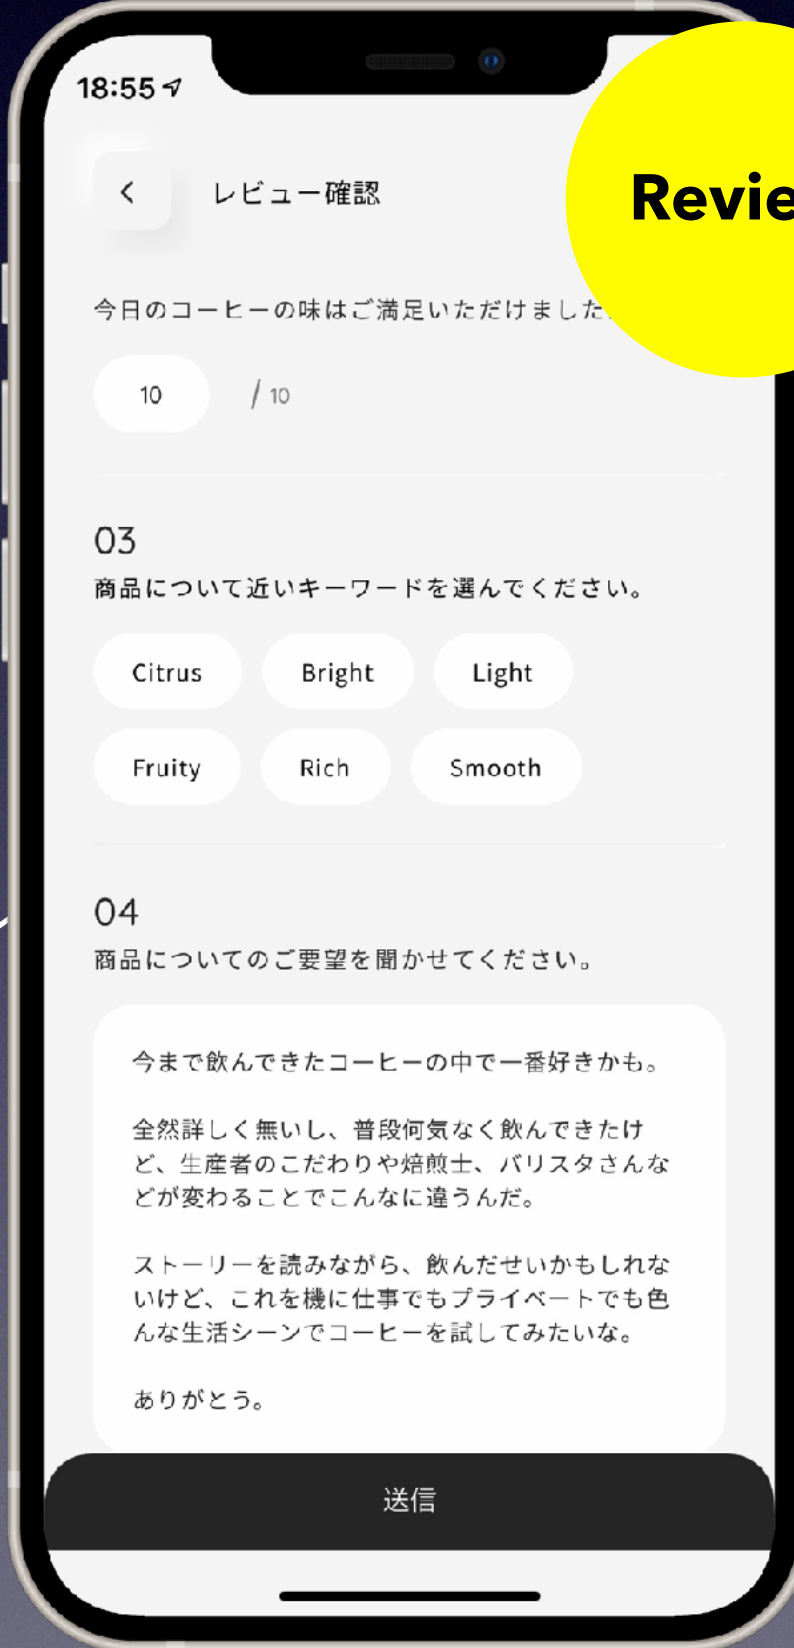 18:55
レビュー確認
Revie
今日のコーヒーの味はご満足いただけました
10 / 10
03
商品について近いキーワードを選んでください。
Citrus Bright Light
Fruity Rich Smooth
04
商品についてのご要望を聞かせてください。
今まで飲んできたコーヒーの中で一番好きかも。
全然詳しく無いし、普段何気なく飲んできたけ
ど、生産者のこだわりや焙煎士、バリスタさんな
どが変わることでこんなに違うんだ。
ストーリーを読みながら、飲んだせいかもしれな
いけど、これを機に仕事でもプライベートでも色
んな生活シーンでコーヒーを試してみたいな。
ありがとう。
送信